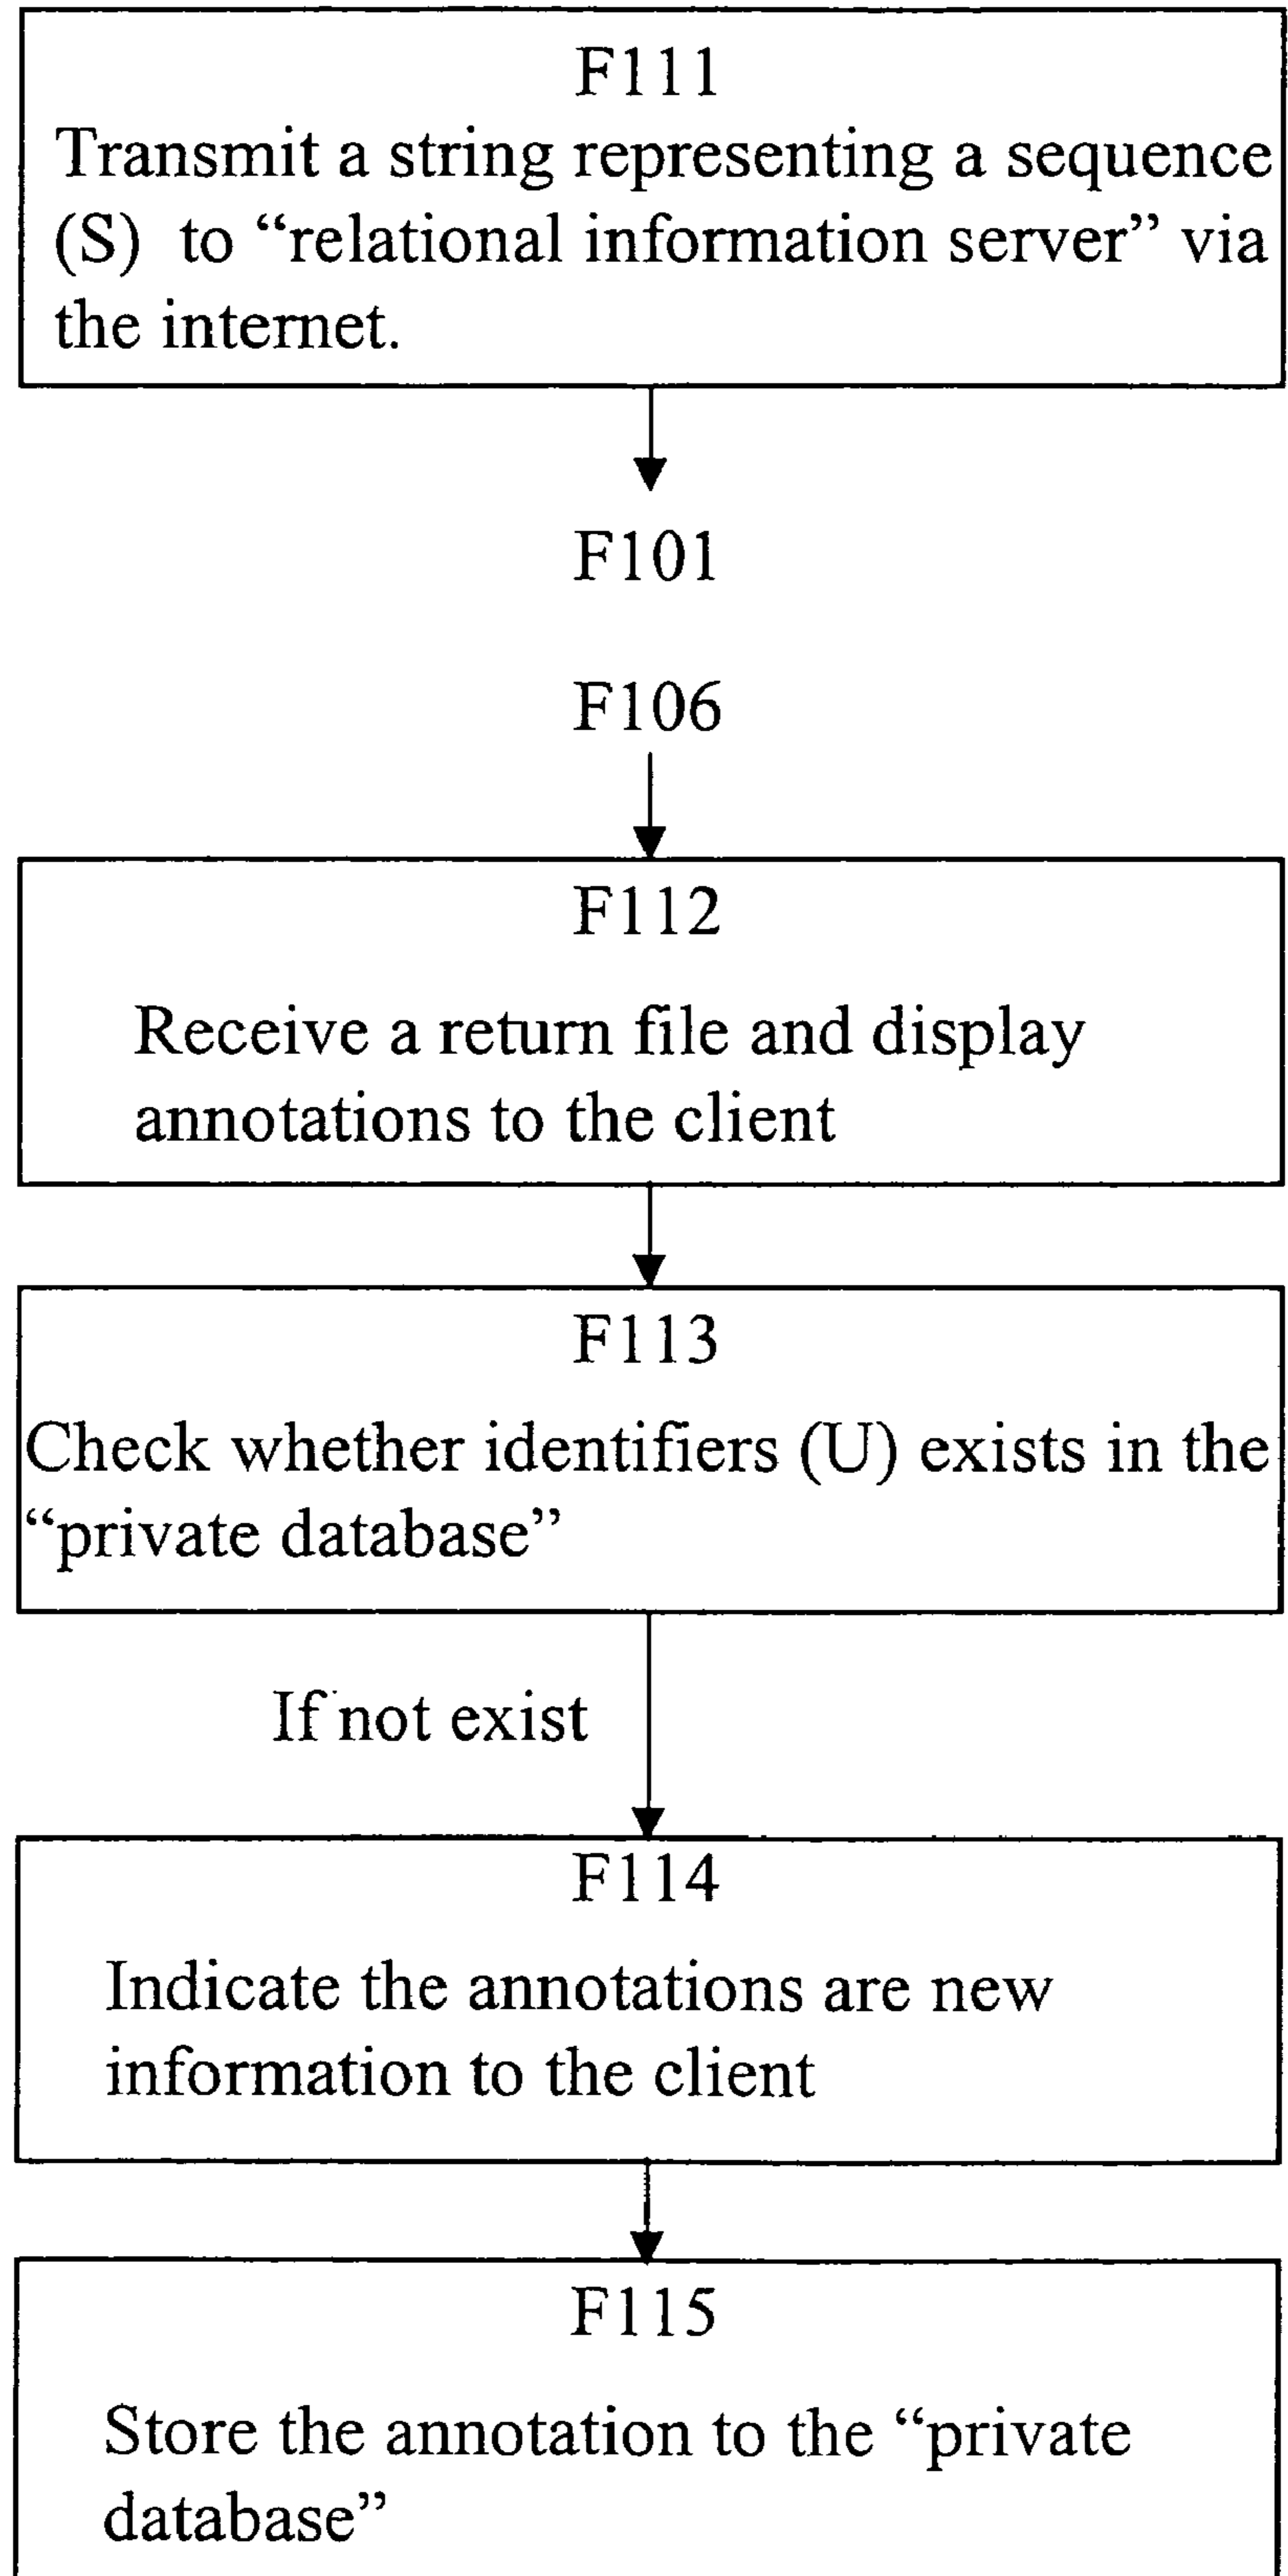 F111
Transmit a string representing a sequence
(S) to “relational information server” via
the internet.
F101
F106
F112
Receive a return file and display
annotations to the client
F113
Check whether identifiers (U) exists in the
“private database”
If not exist
F114
Indicate the annotations are new
information to the client
F115
Store the annotation to the “private
database”